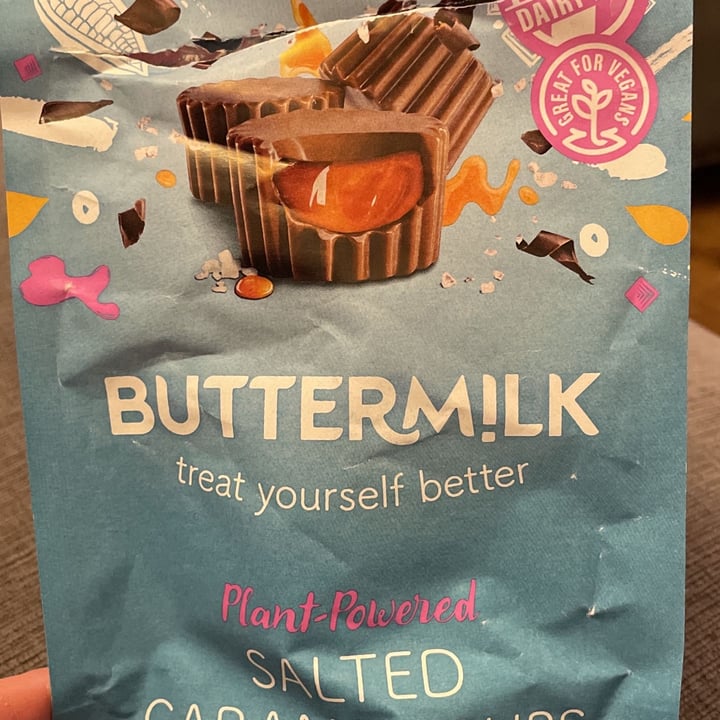 DAIRY
GREAT FOR VEGANS
BUTTERM!LK
treat yourself better
Plant-Powered
SALTED